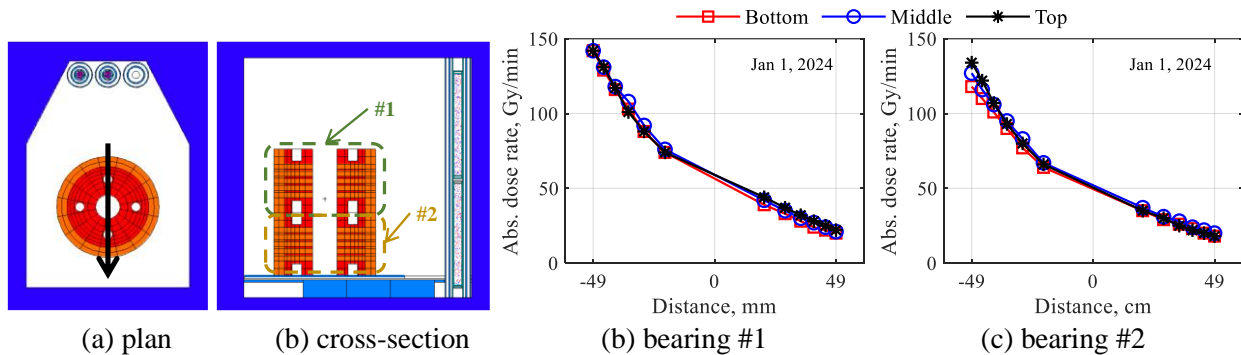 Bottom Middle Top
#1
#2
150
100
50
0
-49 0 49
Abs. dose rate, Gy/min
Distance, mm
Jan 1, 2024
150
100
50
0
-49 0 49
Abs. dose rate, Gy/min
Distance, cm
Jan 1, 2024
(a) plan
(b) cross-section
(b) bearing #1
(c) bearing #2